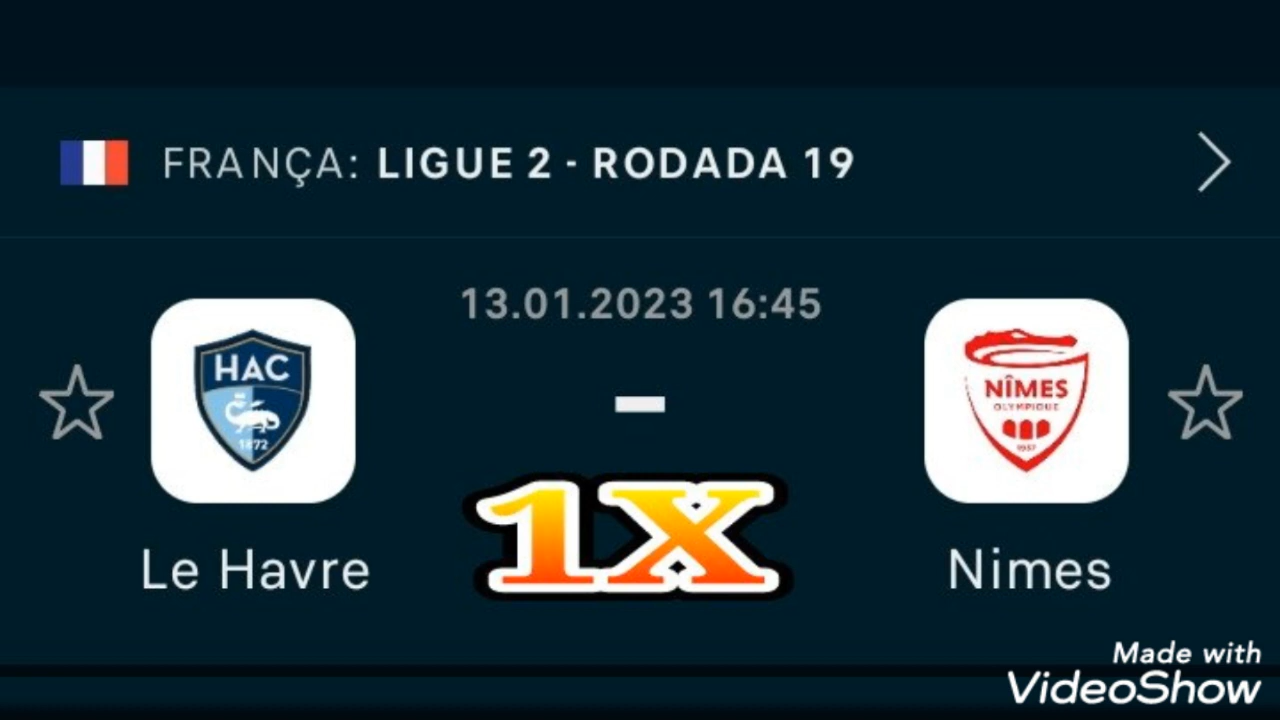 FRANÇA: LIGUE 2 - RODADA 19
13.01.2023 16:45
HAC
1872
NÎMES
OLYMPIQUE
1937
-
1X
Le Havre
Nimes
Made with
VideoShow